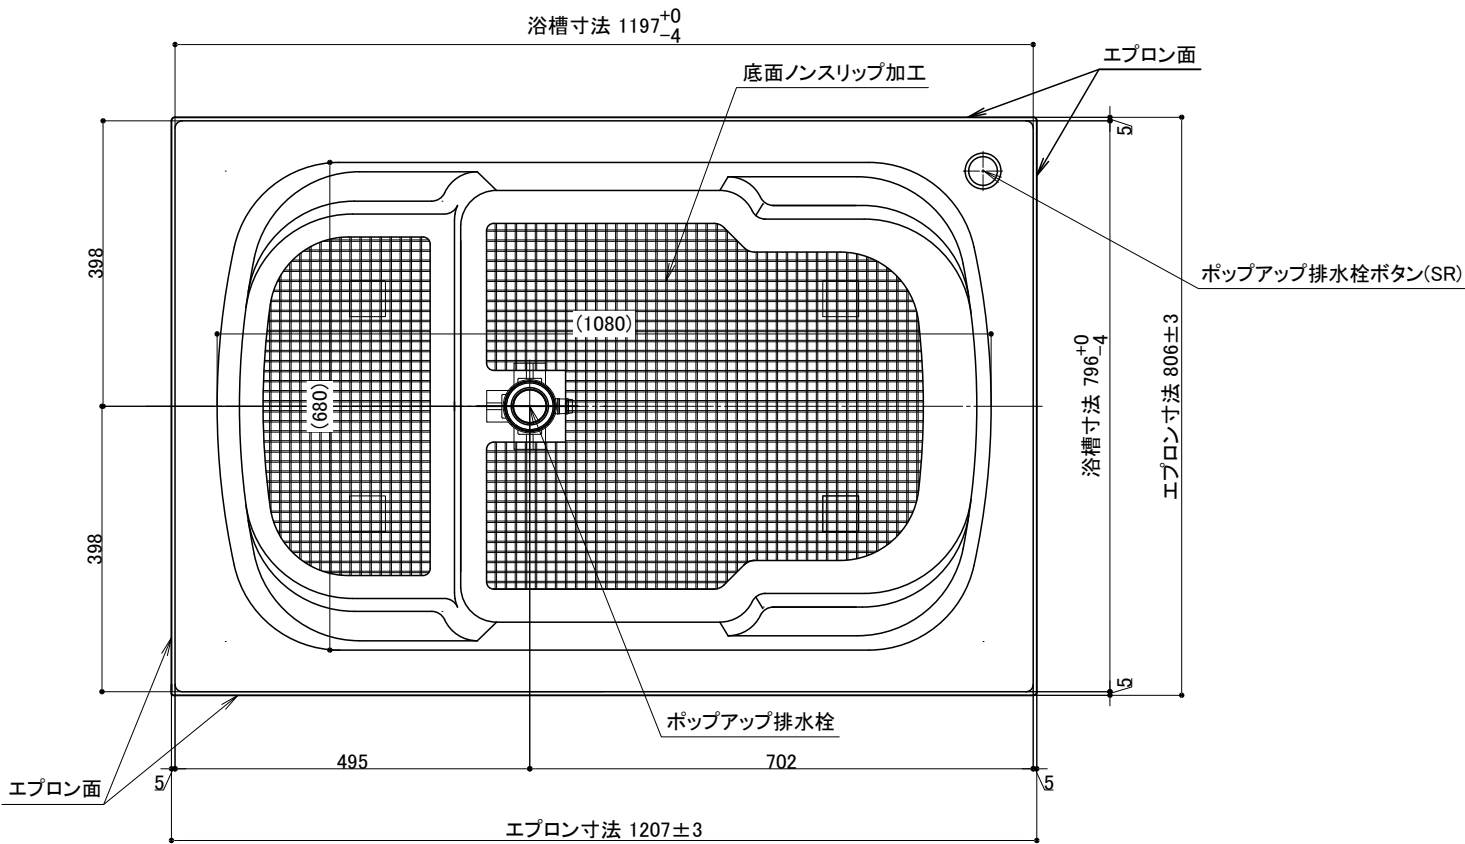 浴槽寸法 1197+0-4
エプロン面
底面ノンスリップ加工
5
398
ポップアップ排水栓ボタン(SR)
(1080)
浴槽寸法 796+0-4
エプロン寸法 806±3
(680)
398
5
ポップアップ排水栓
495
702
5
5
エプロン面
エプロン寸法 1207±3